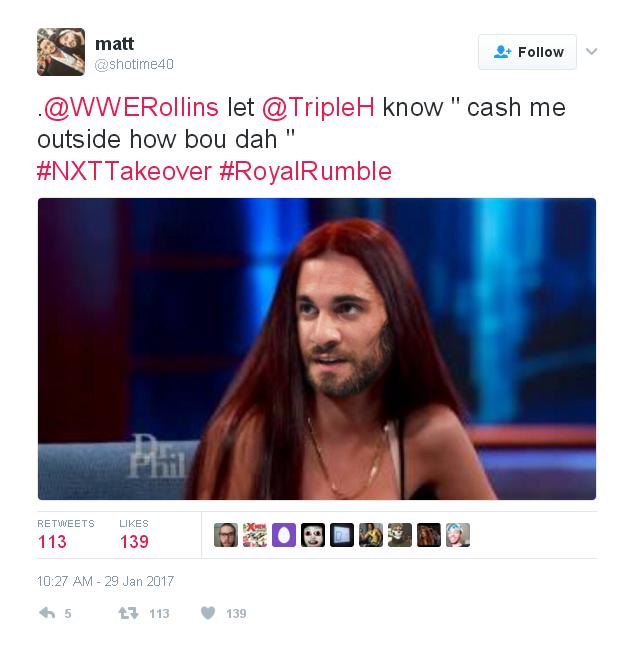 matt
@shotime40
Follow
.@WWERollins let @TripleH know " cash me
outside how bou dah "
#NXTTakeover #RoyalRumble
Dr.
Phil
RETWEETS LIKES
113 139
10:27 AM - 29 Jan 2017
5 113 139